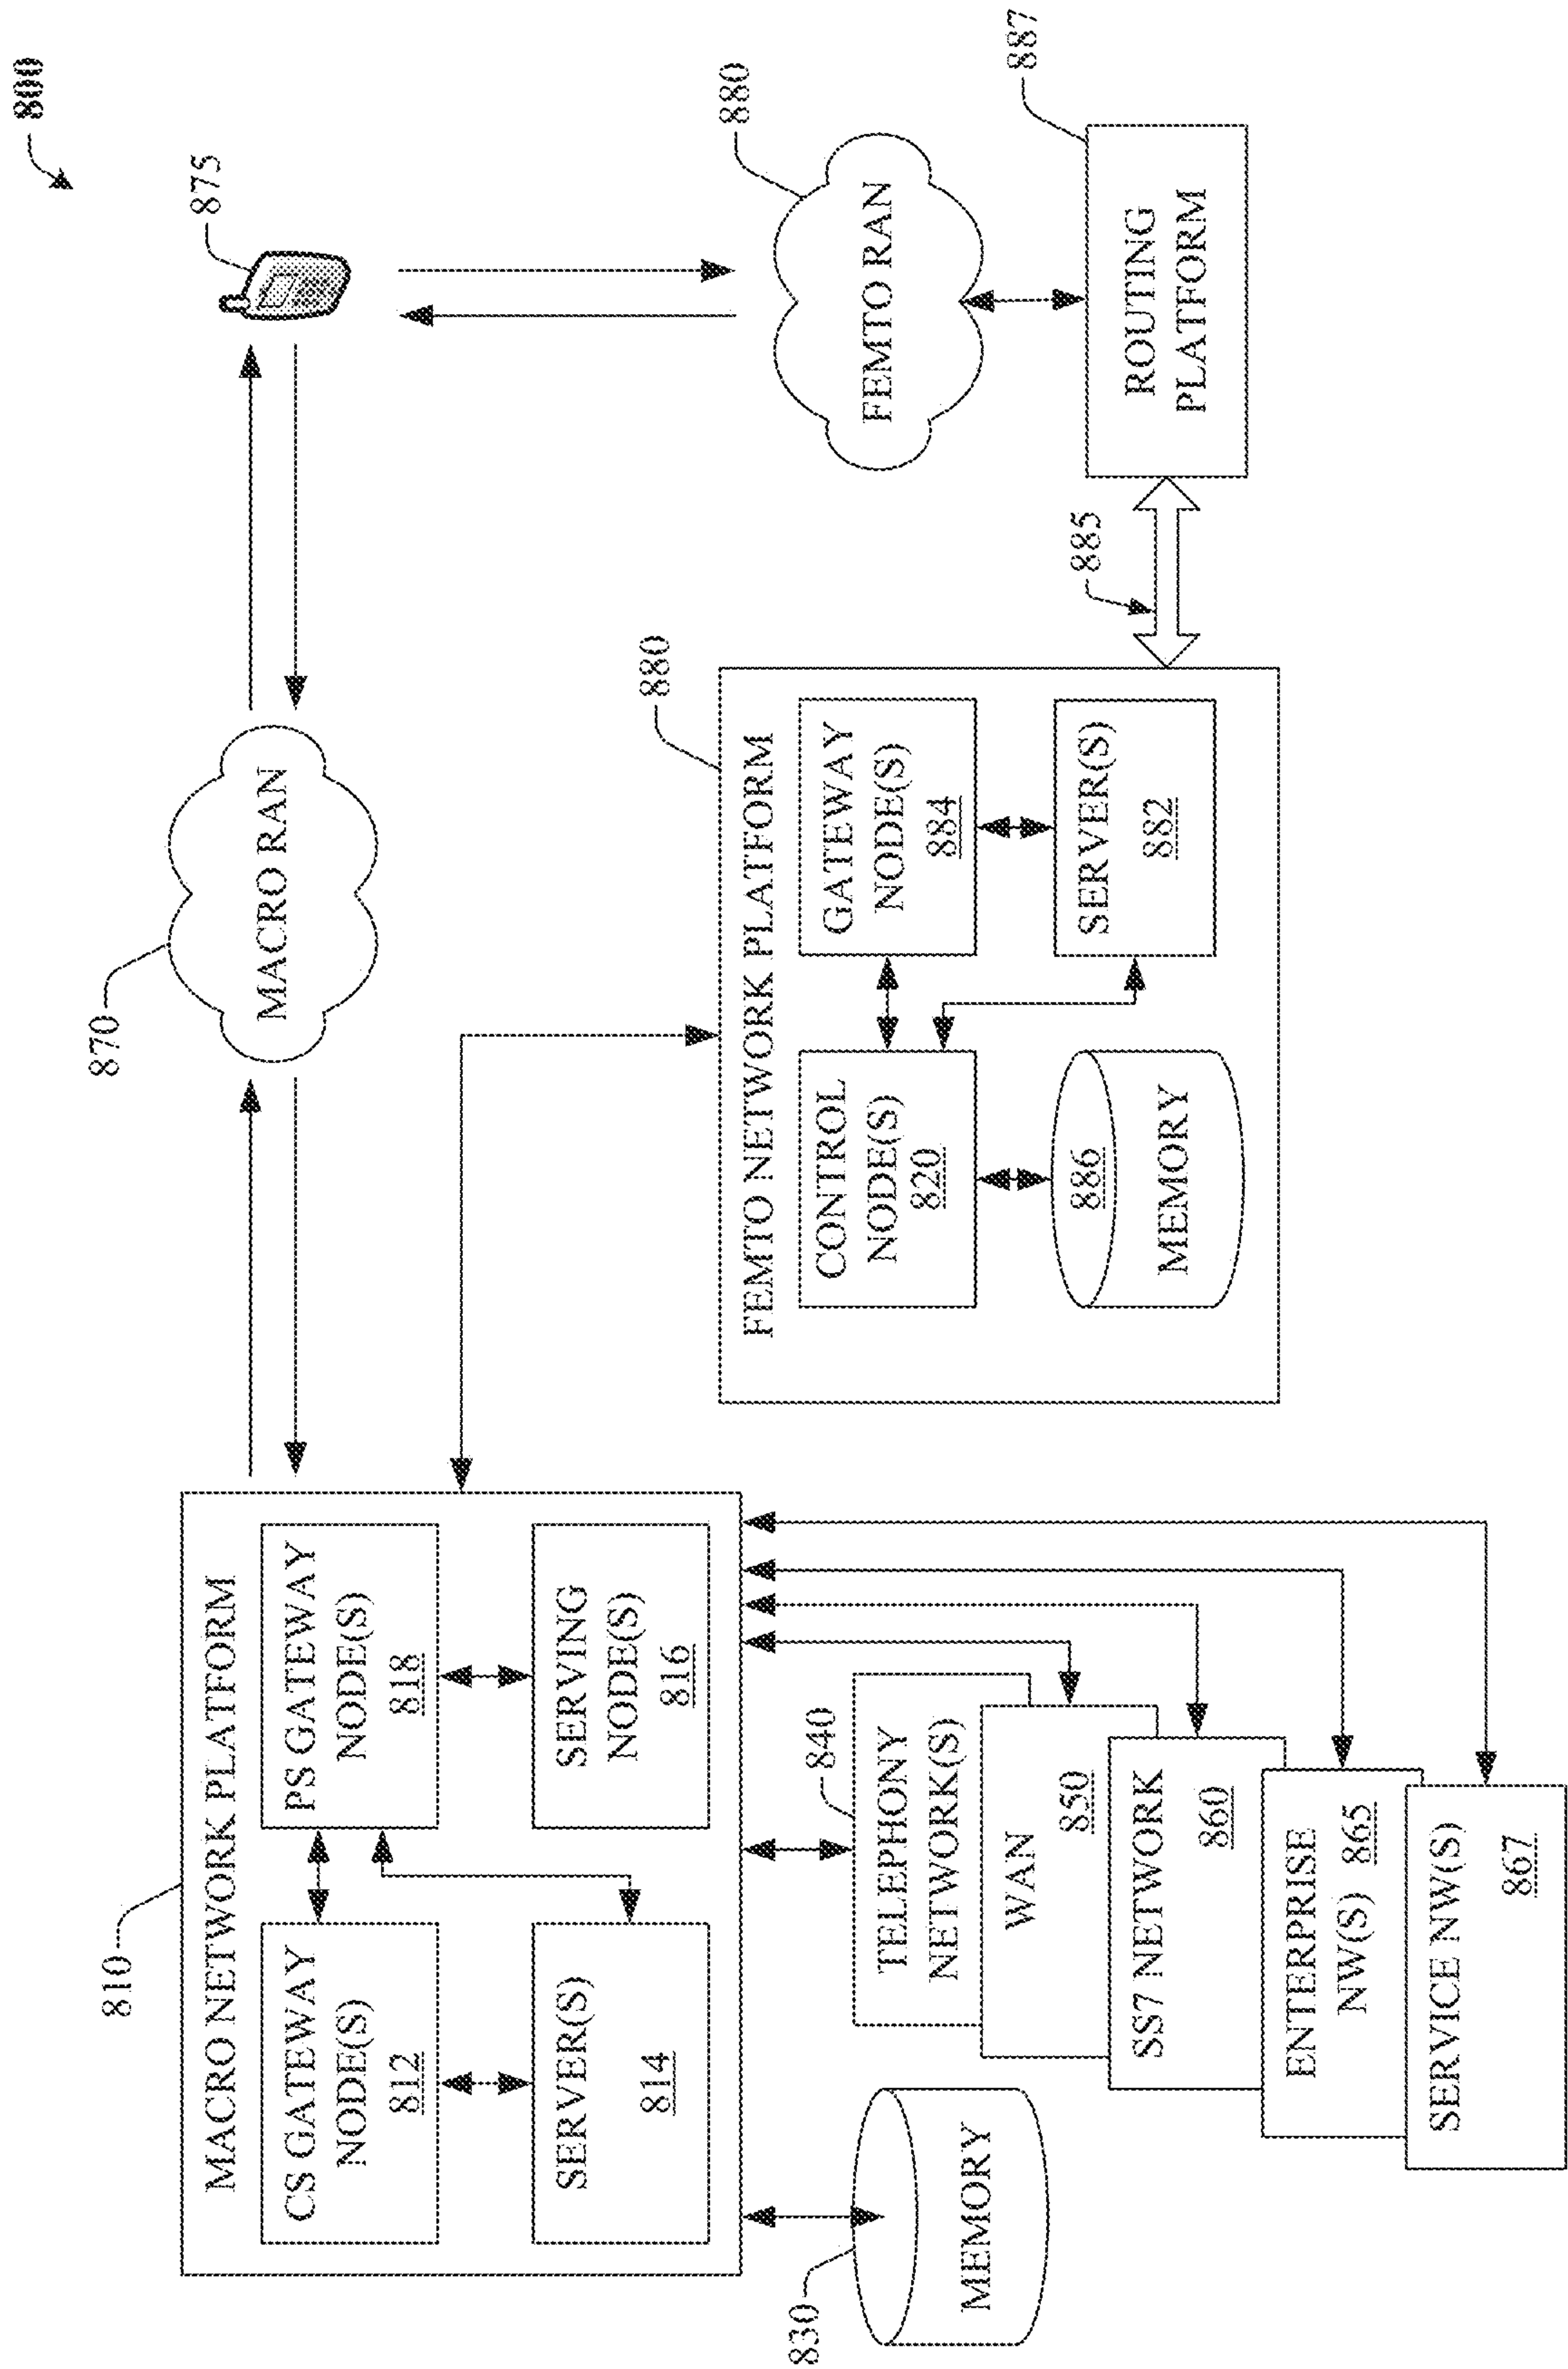 800
810
MACRO NETWORK PLATFORM
CS GATEWAY
NODE(S)
812
PS GATEWAY
NODE(S)
818
SERVER(S)
814
SERVING
NODE(S)
816
870
MACRO RAN
875
830
MEMORY
840
TELEPHONY
NETWORK(S)
WAN
850
SS7 NETWORK
860
ENTERPRISE
NW(S) 865
SERVICE NW(S)
867
880
FEMTO NETWORK PLATFORM
CONTROL
NODE(S)
820
GATEWAY
NODE(S)
884
886
MEMORY
SERVER(S)
882
880
FEMTO RAN
885
887
ROUTING
PLATFORM